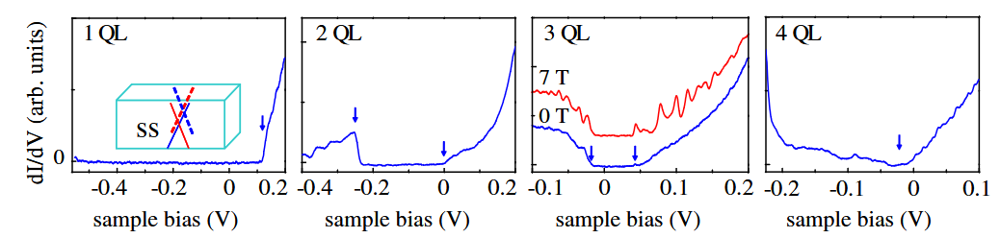 1 QL
2 QL
3 QL
4 QL
dI/dV (arb. units)
0
SS
7 T
0 T
-0.4 -0.2 0 0.2
-0.4 -0.2 0 0.2
-0.1 0 0.1 0.2
-0.2 -0.1 0 0.1
sample bias (V)
sample bias (V)
sample bias (V)
sample bias (V)